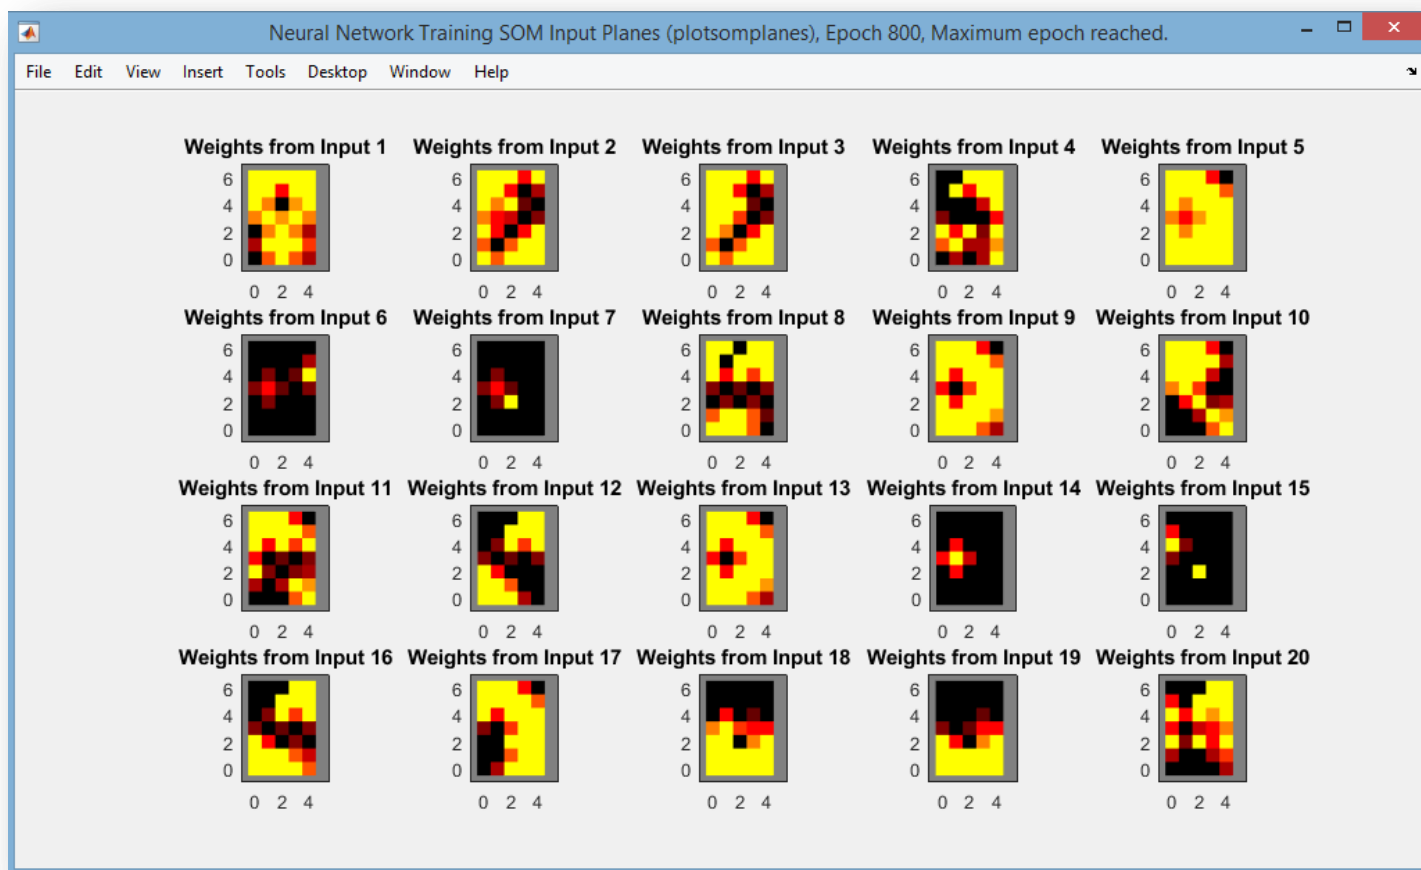 Neural Network Training SOM Input Planes (plotsomplanes), Epoch 800, Maximum epoch reached.
File Edit View Insert Tools Desktop Window Help
Weights from Input 1 Weights from Input 2 Weights from Input 3 Weights from Input 4 Weights from Input 5
6 6 6 6 6
4 4 4 4 4
2 2 2 2 2
0 0 0 0 0
0 2 4 0 2 4 0 2 4 0 2 4 0 2 4
Weights from Input 6 Weights from Input 7 Weights from Input 8 Weights from Input 9 Weights from Input 10
6 6 6 6 6
4 4 4 4 4
2 2 2 2 2
0 0 0 0 0
0 2 4 0 2 4 0 2 4 0 2 4 0 2 4
Weights from Input 11 Weights from Input 12 Weights from Input 13 Weights from Input 14 Weights from Input 15
6 6 6 6 6
4 4 4 4 4
2 2 2 2 2
0 0 0 0 0
0 2 4 0 2 4 0 2 4 0 2 4 0 2 4
Weights from Input 16 Weights from Input 17 Weights from Input 18 Weights from Input 19 Weights from Input 20
6 6 6 6 6
4 4 4 4 4
2 2 2 2 2
0 0 0 0 0
0 2 4 0 2 4 0 2 4 0 2 4 0 2 4